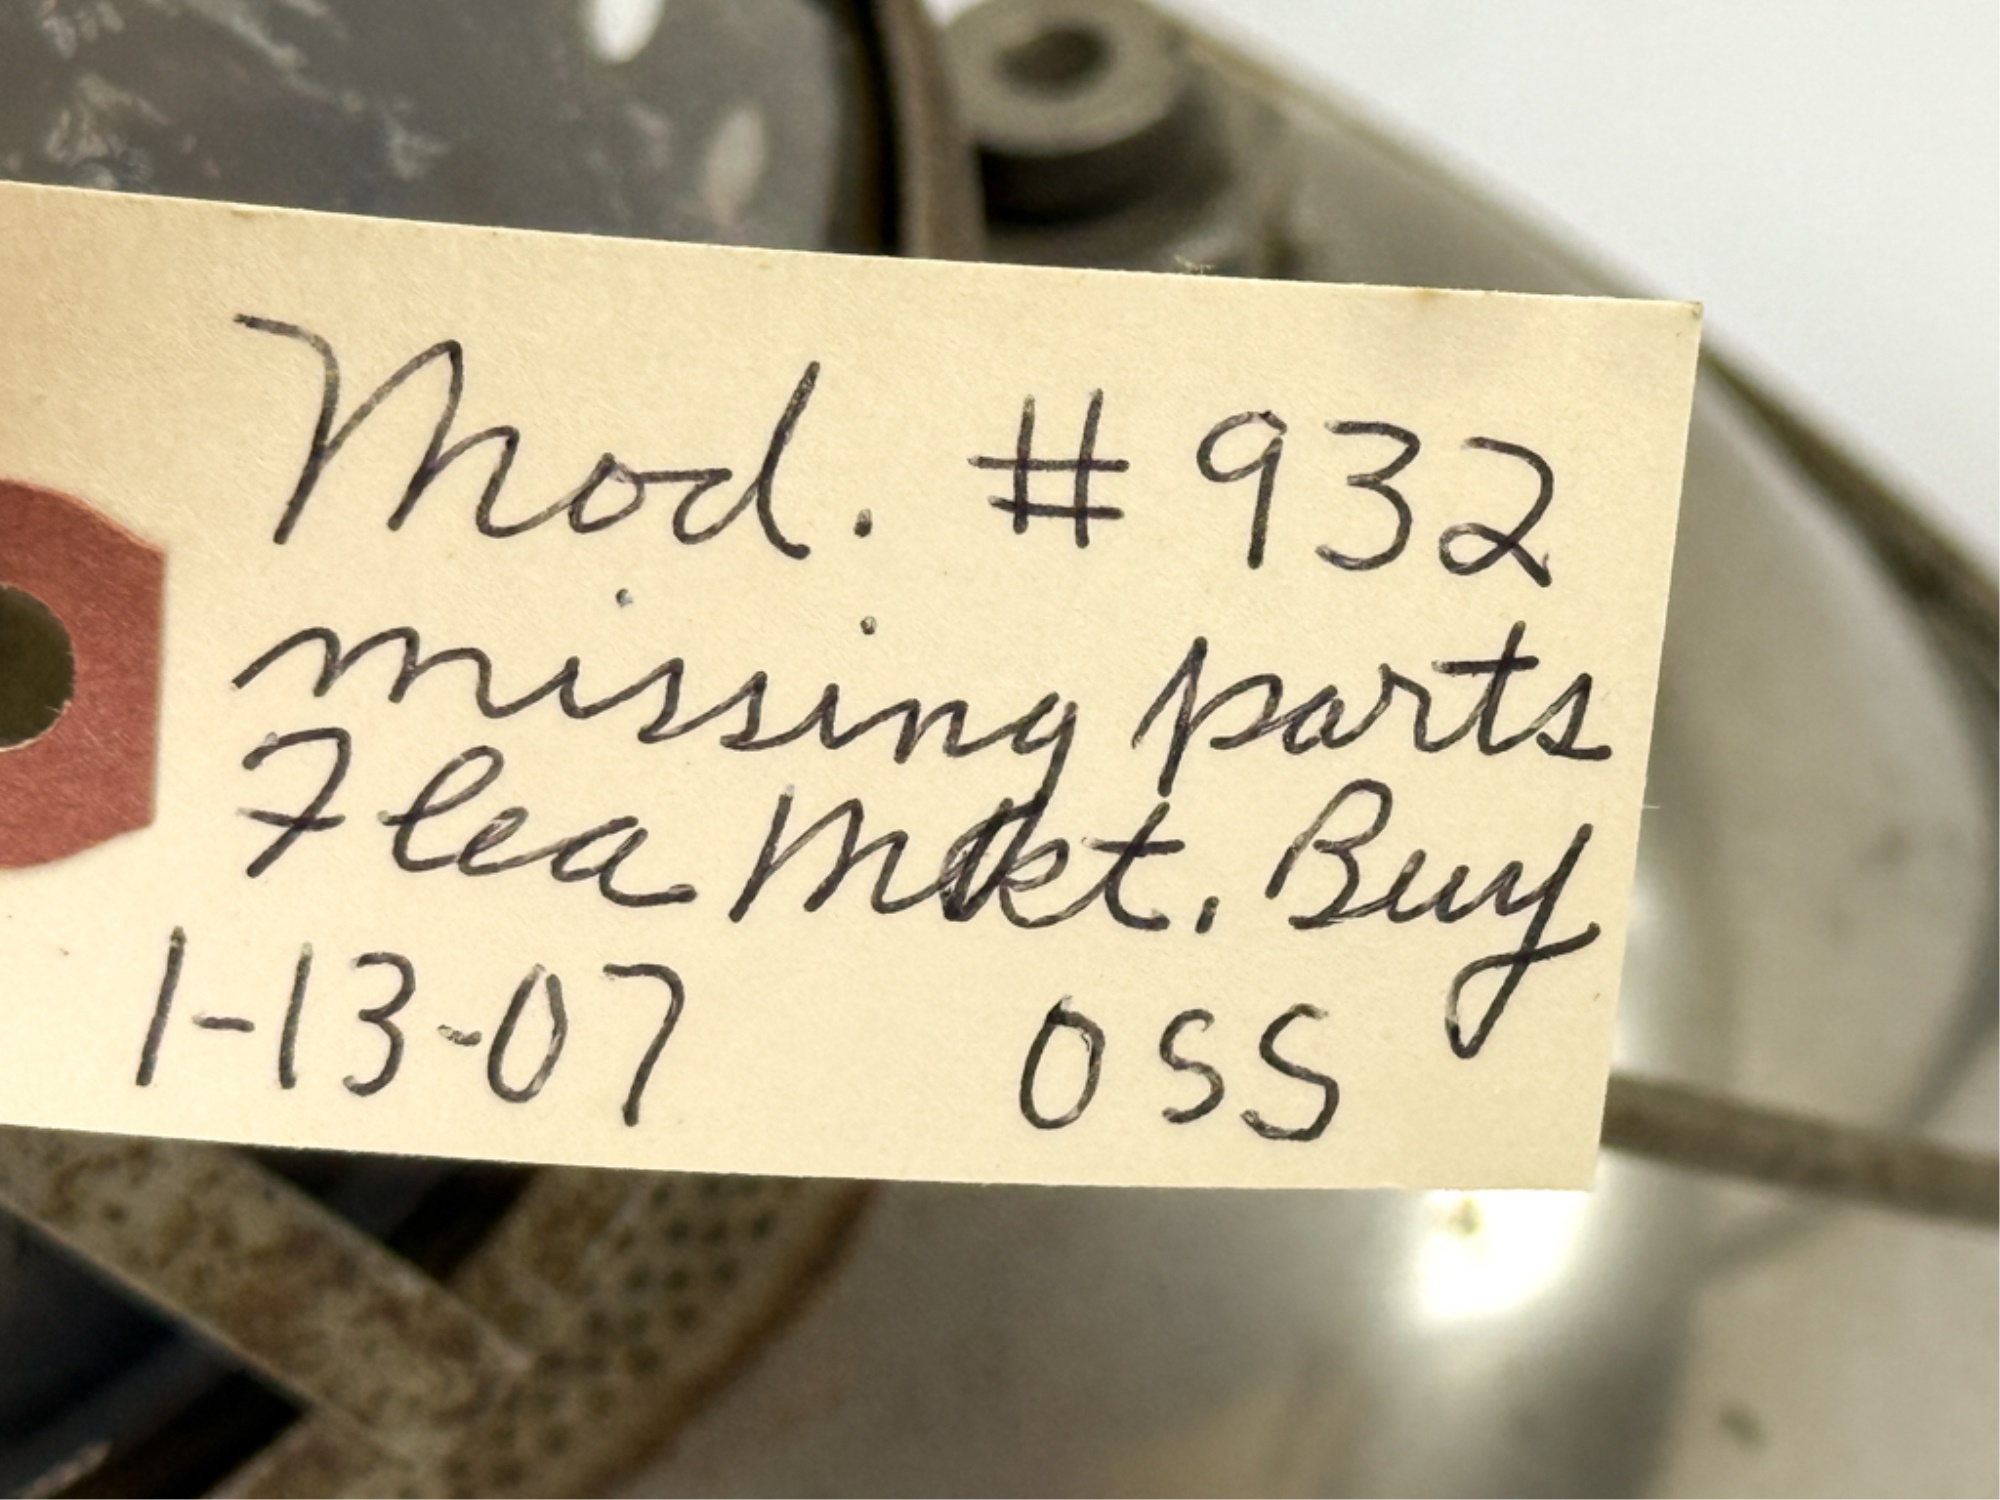 Mod. # 932
missing parts
Flea Mkt. Buy
1-13-07 OSS